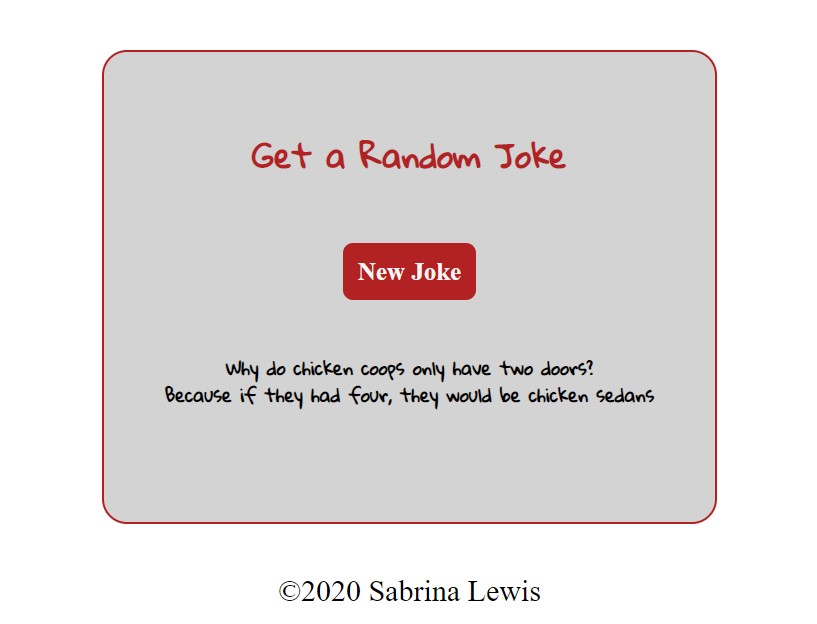 Get a Random Joke
New Joke
Why do chicken coops only have two doors?
Because if they had four, they would be chicken sedans
©2020 Sabrina Lewis